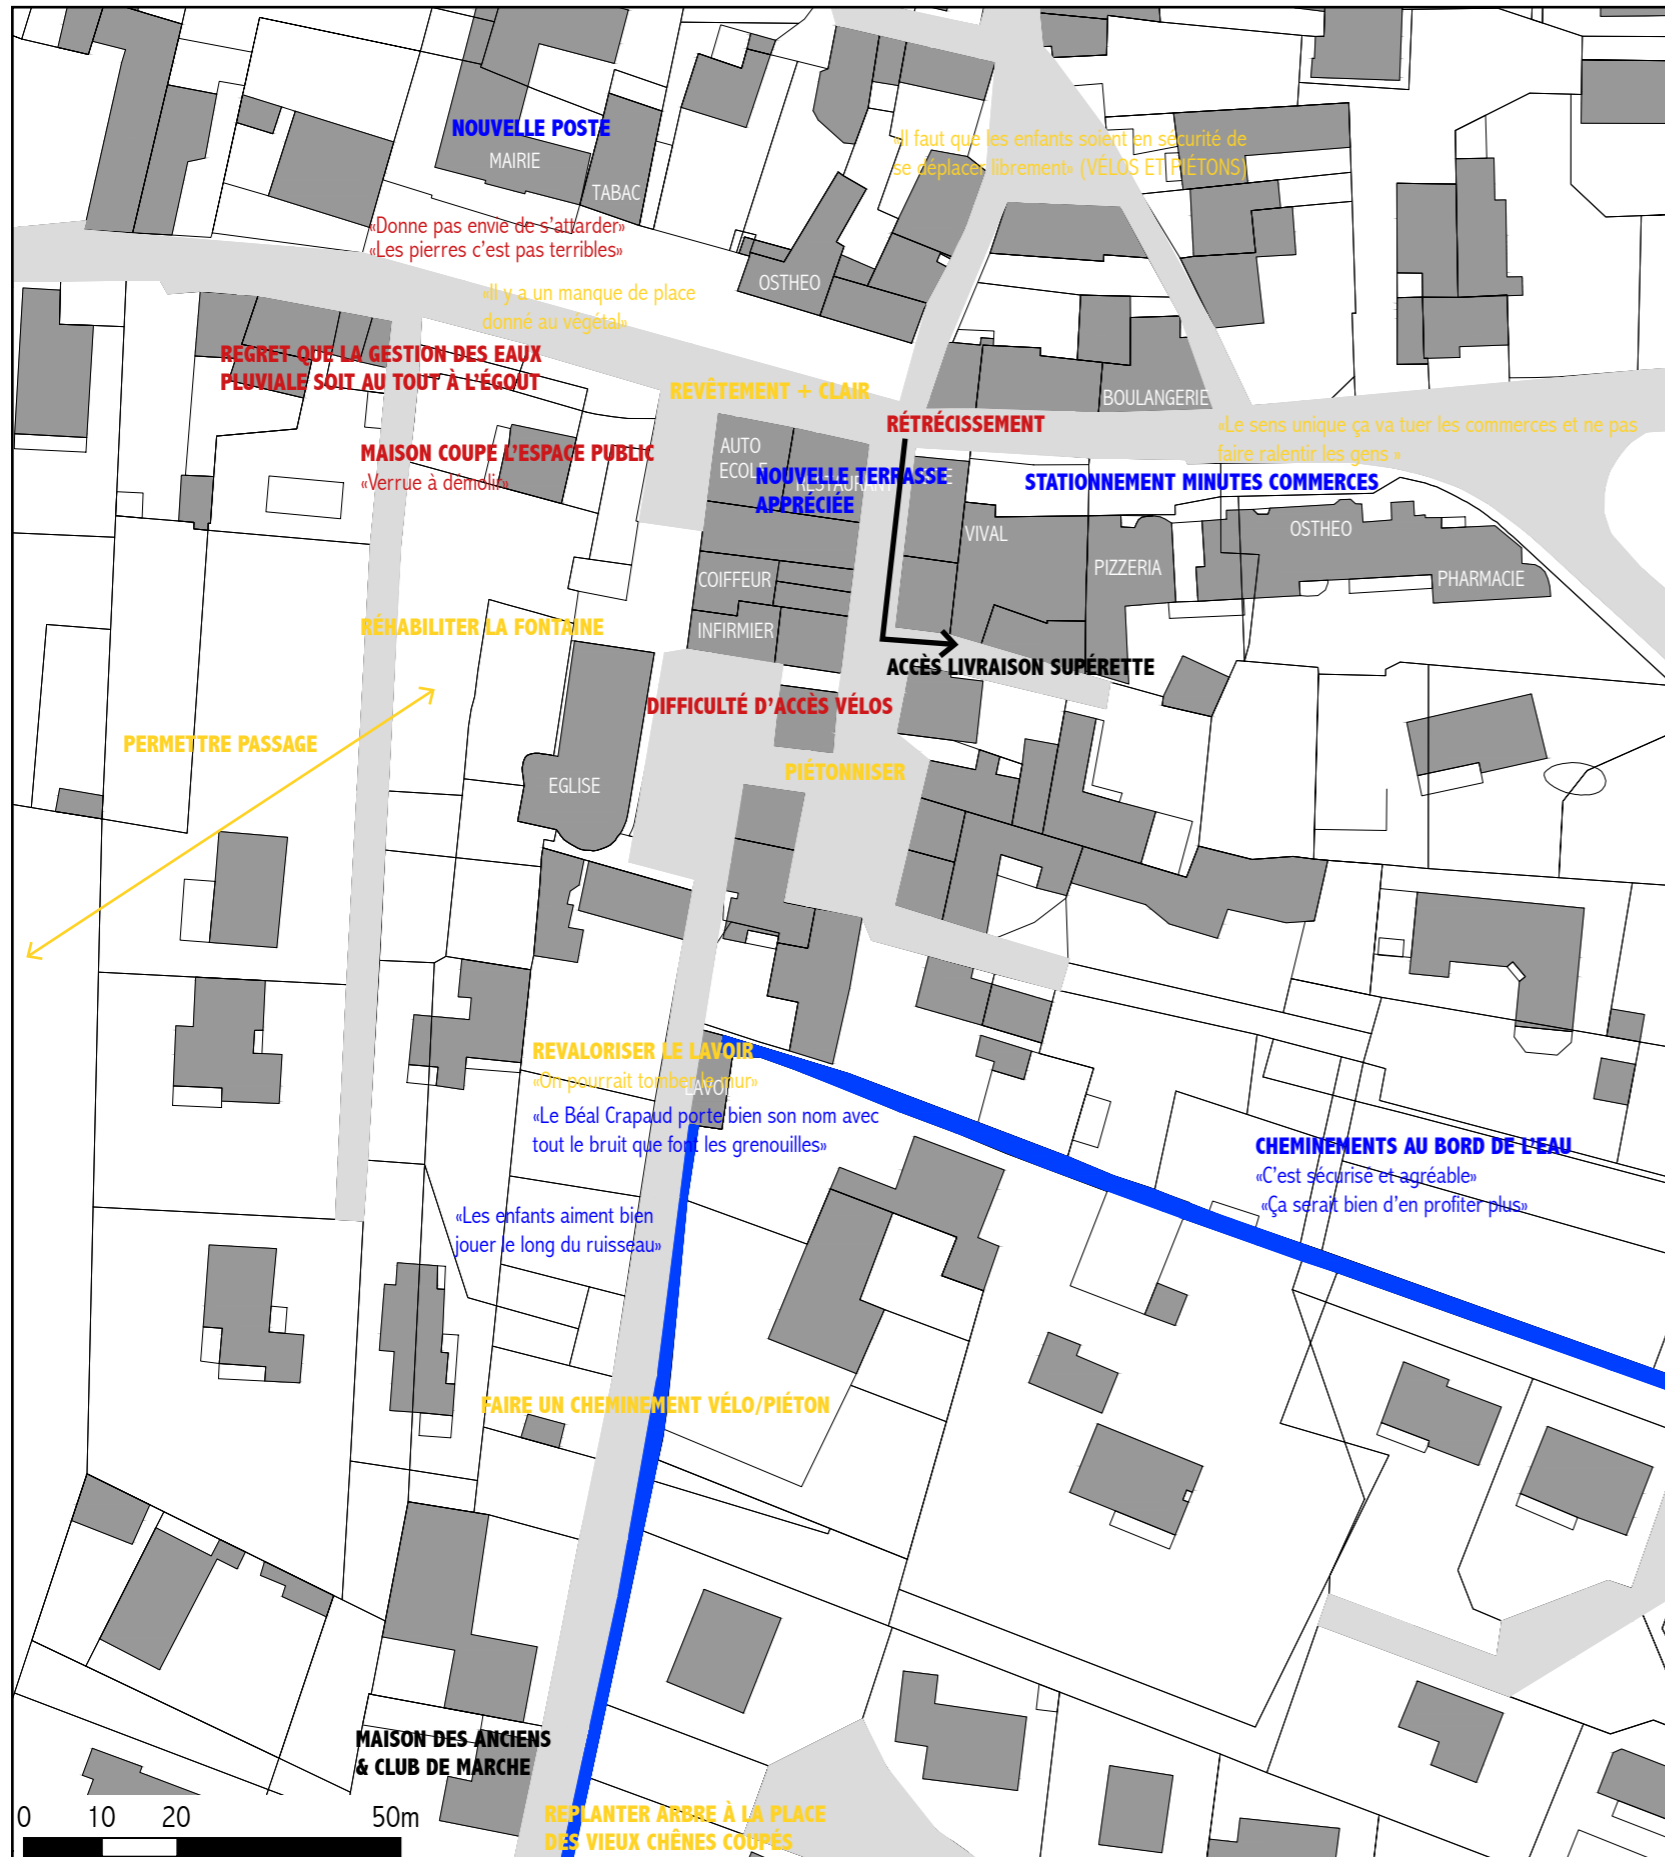 NOUVELLE POSTE
MAIRIE
TABAC
«Il faut que les enfants soient en sécurité de
se déplacer librement» (VÉLOS ET PIÉTONS)
«Donne pas envie de s'attarder»
«Les pierres c'est pas terribles»
OSTHEO
«Il y a un manque de place
donné au végétal»
REGRET QUE LA GESTION DES EAUX
PLUVIALE SOIT AU TOUT À L'ÉGOUT
REVÊTEMENT + CLAIR
BOULANGERIE
RÉTRÉCISSEMENT
«Le sens unique ça va tuer les commerces et ne pas
faire ralentir les gens »
MAISON COUPE L'ESPACE PUBLIC
«Verrue à démolir»
AUTO
ECOLE
RESTAURANT
NOUVELLE TERRASSE
APPRÉCIÉE
STATIONNEMENT MINUTES COMMERCES
VIVAL
OSTHEO
PIZZERIA
PHARMACIE
COIFFEUR
INFIRMIER
RÉHABILITER LA FONTAINE
ACCÈS LIVRAISON SUPÉRETTE
DIFFICULTÉ D'ACCÈS VÉLOS
PERMETTRE PASSAGE
PIÉTONNISER
EGLISE
REVALORISER LE LAVOIR
«On pourrait tomber le mur»
LAVOIR
«Le Béal Crapaud porte bien son nom avec
tout le bruit que font les grenouilles»
CHEMINEMENTS AU BORD DE L'EAU
«C'est sécurisé et agréable»
«Ça serait bien d'en profiter plus»
«Les enfants aiment bien
jouer le long du ruisseau»
FAIRE UN CHEMINEMENT VÉLO/PIÉTON
MAISON DES ANCIENS
& CLUB DE MARCHE
REPLANTER ARBRE À LA PLACE
DES VIEUX CHÊNES COUPÉS
0 10 20 50m